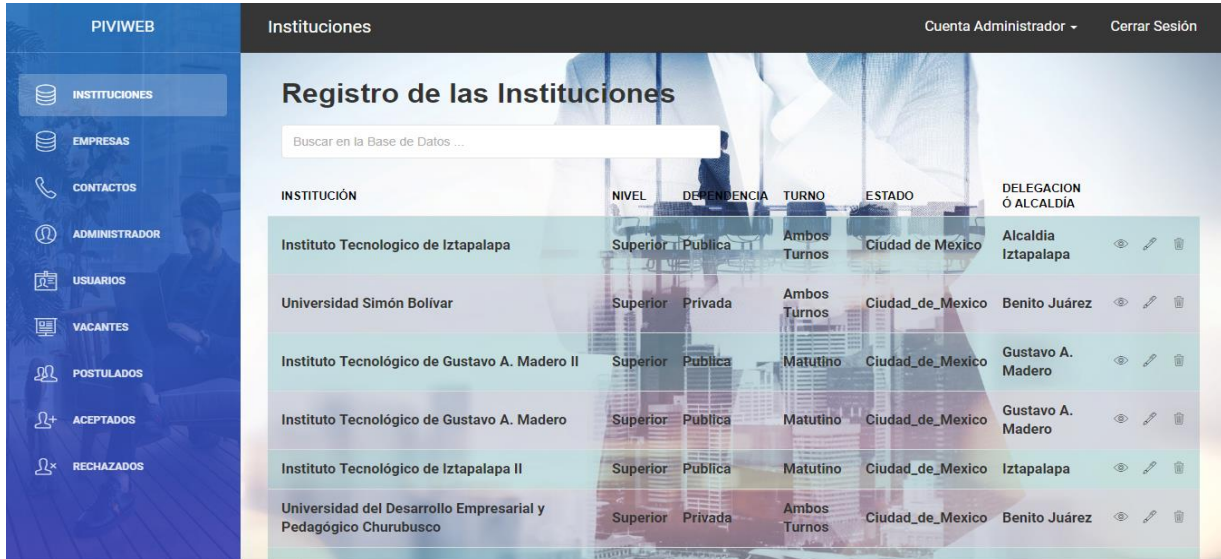 PIVIWEB
Instituciones
Cuenta Administrador
Cerrar Sesión
INSTITUCIONES
EMPRESAS
CONTACTOS
ADMINISTRADOR
USUARIOS
VACANTES
POSTULADOS
ACEPTADOS
RECHAZADOS
Registro de las Instituciones
Buscar en la Base de Datos ...
INSTITUCIÓN NIVEL DEPENDENCIA TURNO ESTADO DELEGACION
Ó ALCALDÍA
Instituto Tecnologico de Iztapalapa Superior Publica Ambos Turnos Ciudad de Mexico Alcaldia Iztapalapa
Universidad Simón Bolívar Superior Privada Ambos Turnos Ciudad_de_Mexico Benito Juárez
Instituto Tecnológico de Gustavo A. Madero II Superior Publica Matutino Ciudad_de_Mexico Gustavo A. Madero
Instituto Tecnológico de Gustavo A. Madero Superior Publica Matutino Ciudad_de_Mexico Gustavo A. Madero
Instituto Tecnológico de Iztapalapa II Superior Publica Matutino Ciudad_de_Mexico Iztapalapa
Universidad del Desarrollo Empresarial y Pedagógico Churubusco Superior Privada Ambos Turnos Ciudad_de_Mexico Benito Juárez